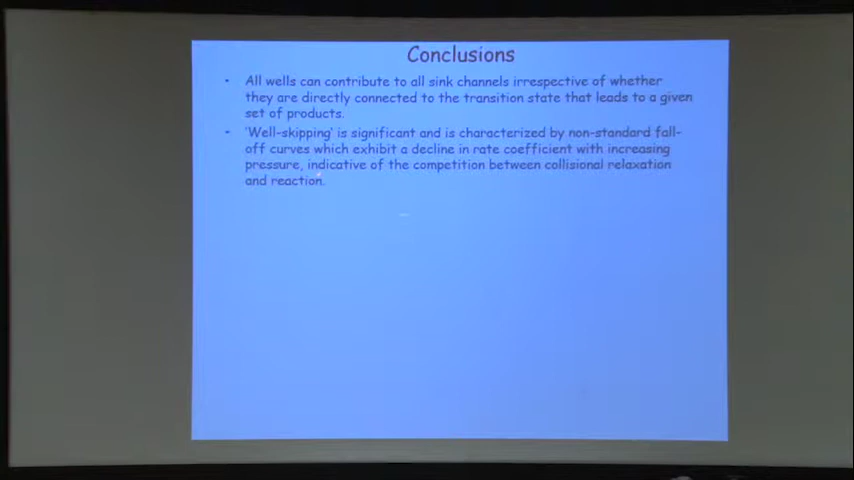 Conclusions
• All wells can contribute to all sink channels irrespective of whether
they are directly connected to the transition state that leads to a given
set of products.
• 'Well-skipping' is significant and is characterized by non-standard fall-
off curves which exhibit a decline in rate coefficient with increasing
pressure, indicative of the competition between collisional relaxation
and reaction.